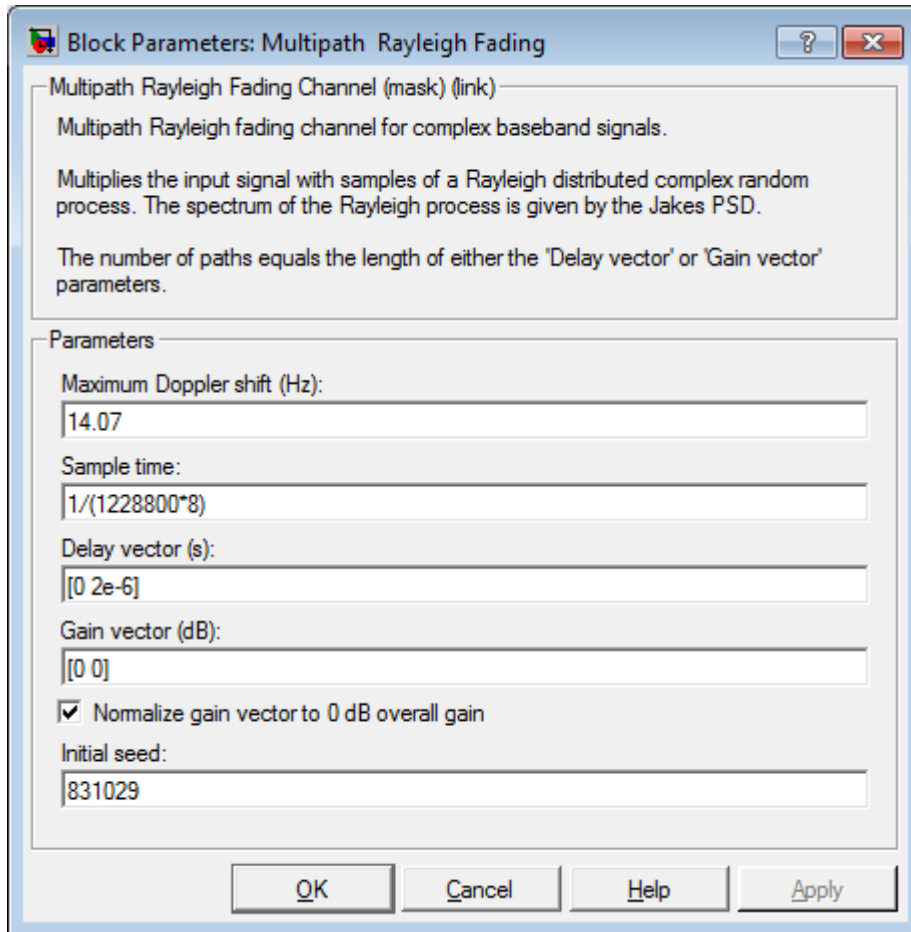 Block Parameters: Multipath  Rayleigh Fading
?
Multipath Rayleigh Fading Channel (mask) (link)
Multipath Rayleigh fading channel for complex baseband signals.
Multiplies the input signal with samples of a Rayleigh distributed complex random
process. The spectrum of the Rayleigh process is given by the Jakes PSD.
The number of paths equals the length of either the 'Delay vector' or 'Gain vector'
parameters.
Parameters
Maximum Doppler shift (Hz):
14.07
Sample time:
1/(1228800*8)
Delay vector (s):
[0 2e-6]
Gain vector (dB):
[0 0]
Normalize gain vector to 0 dB overall gain
Initial seed:
831029
OK Cancel Help Apply